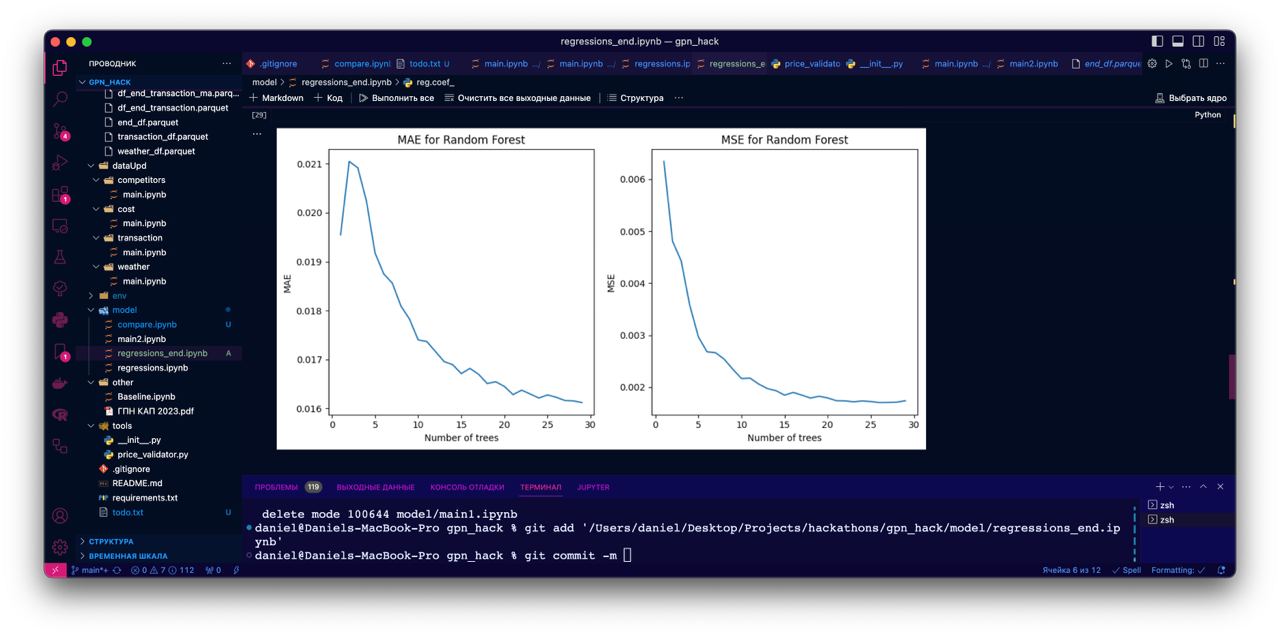 regressions_end.ipynb — gpn_hack
ПРОВОДНИК ···
.gitignore compare.ipynb todo.txt U main.ipynb .../ main.ipynb .../ regressions.ip regressions_e price_validato __init__.py main.ipynb ... main2.ipynb end_df.parque
GPN_HACK
model > regressions_end.ipynb > reg.coef_
+ Markdown + Код Выполнить все Очистить все выходные данные Структура ··· Выбрать ядро
[29] Python
df_end_transaction_ma.parq...
df_end_transaction.parquet
end_df.parquet
transaction_df.parquet
weather_df.parquet
dataUpd
competitors
main.ipynb
cost
main.ipynb
transaction
main.ipynb
weather
main.ipynb
env
model
compare.ipynb U
main2.ipynb
regressions_end.ipynb A
regressions.ipynb
other
Baseline.ipynb
ГПН КАП 2023.pdf
tools
__init__.py
price_validator.py
.gitignore
README.md
requirements.txt
todo.txt U
СТРУКТУРА
ВРЕМЕННАЯ ШКАЛА
MAE for Random Forest
0.021
0.020
0.019
0.018
0.017
0.016
MAE
0 5 10 15 20 25 30
Number of trees
MSE for Random Forest
0.006
0.005
0.004
0.003
0.002
MSE
0 5 10 15 20 25 30
Number of trees
ПРОБЛЕМЫ 119 ВЫХОДНЫЕ ДАННЫЕ КОНСОЛЬ ОТЛАДКИ ТЕРМИНАЛ JUPYTER
delete mode 100644 model/main1.ipynb
daniel@Daniels-MacBook-Pro gpn_hack % git add '/Users/daniel/Desktop/Projects/hackathons/gpn_hack/model/regressions_end.ip
ynb'
daniel@Daniels-MacBook-Pro gpn_hack % git commit -m
zsh
zsh
4
1
1
main*+ 0 7 112 0 Ячейка 6 из 12 Spell Formatting: